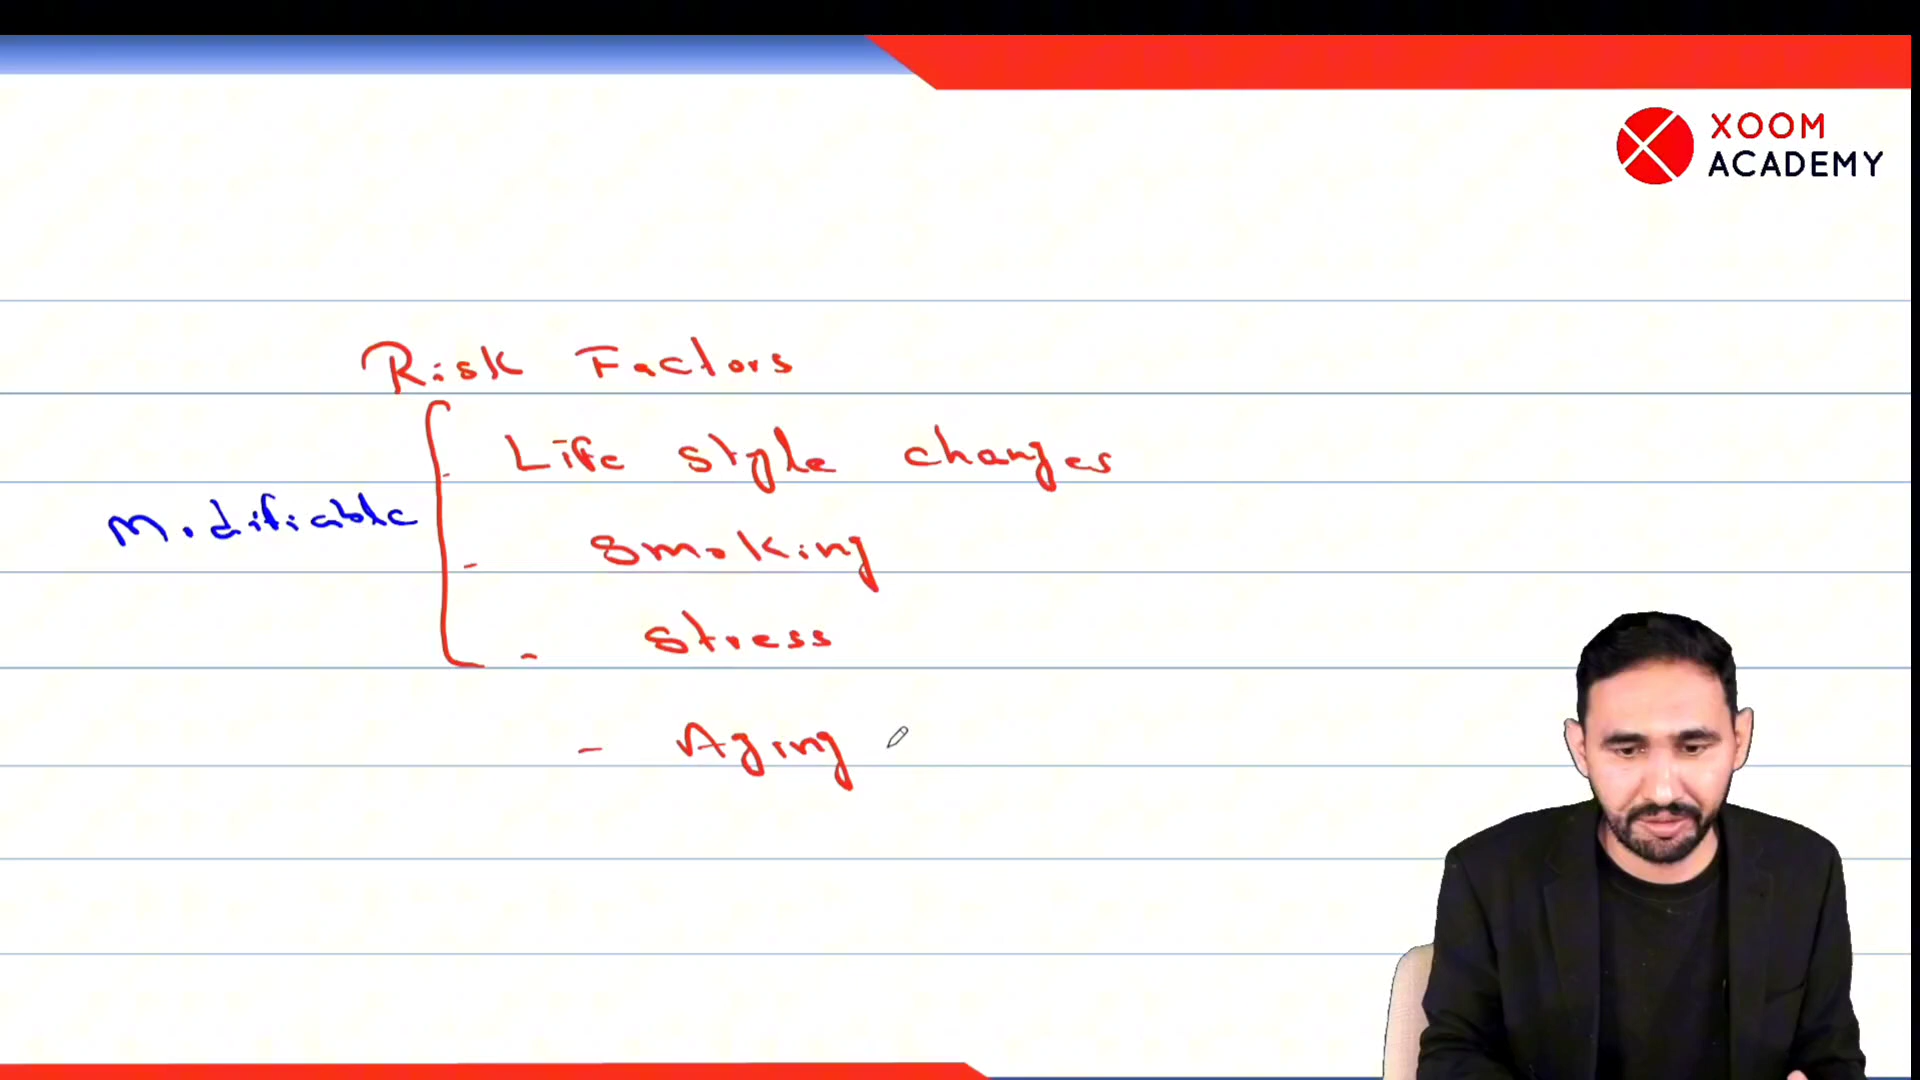 XOOM
ACADEMY
Risk Factors
Life style changes
Modifiable
- Smoking
- Stress
- Aging